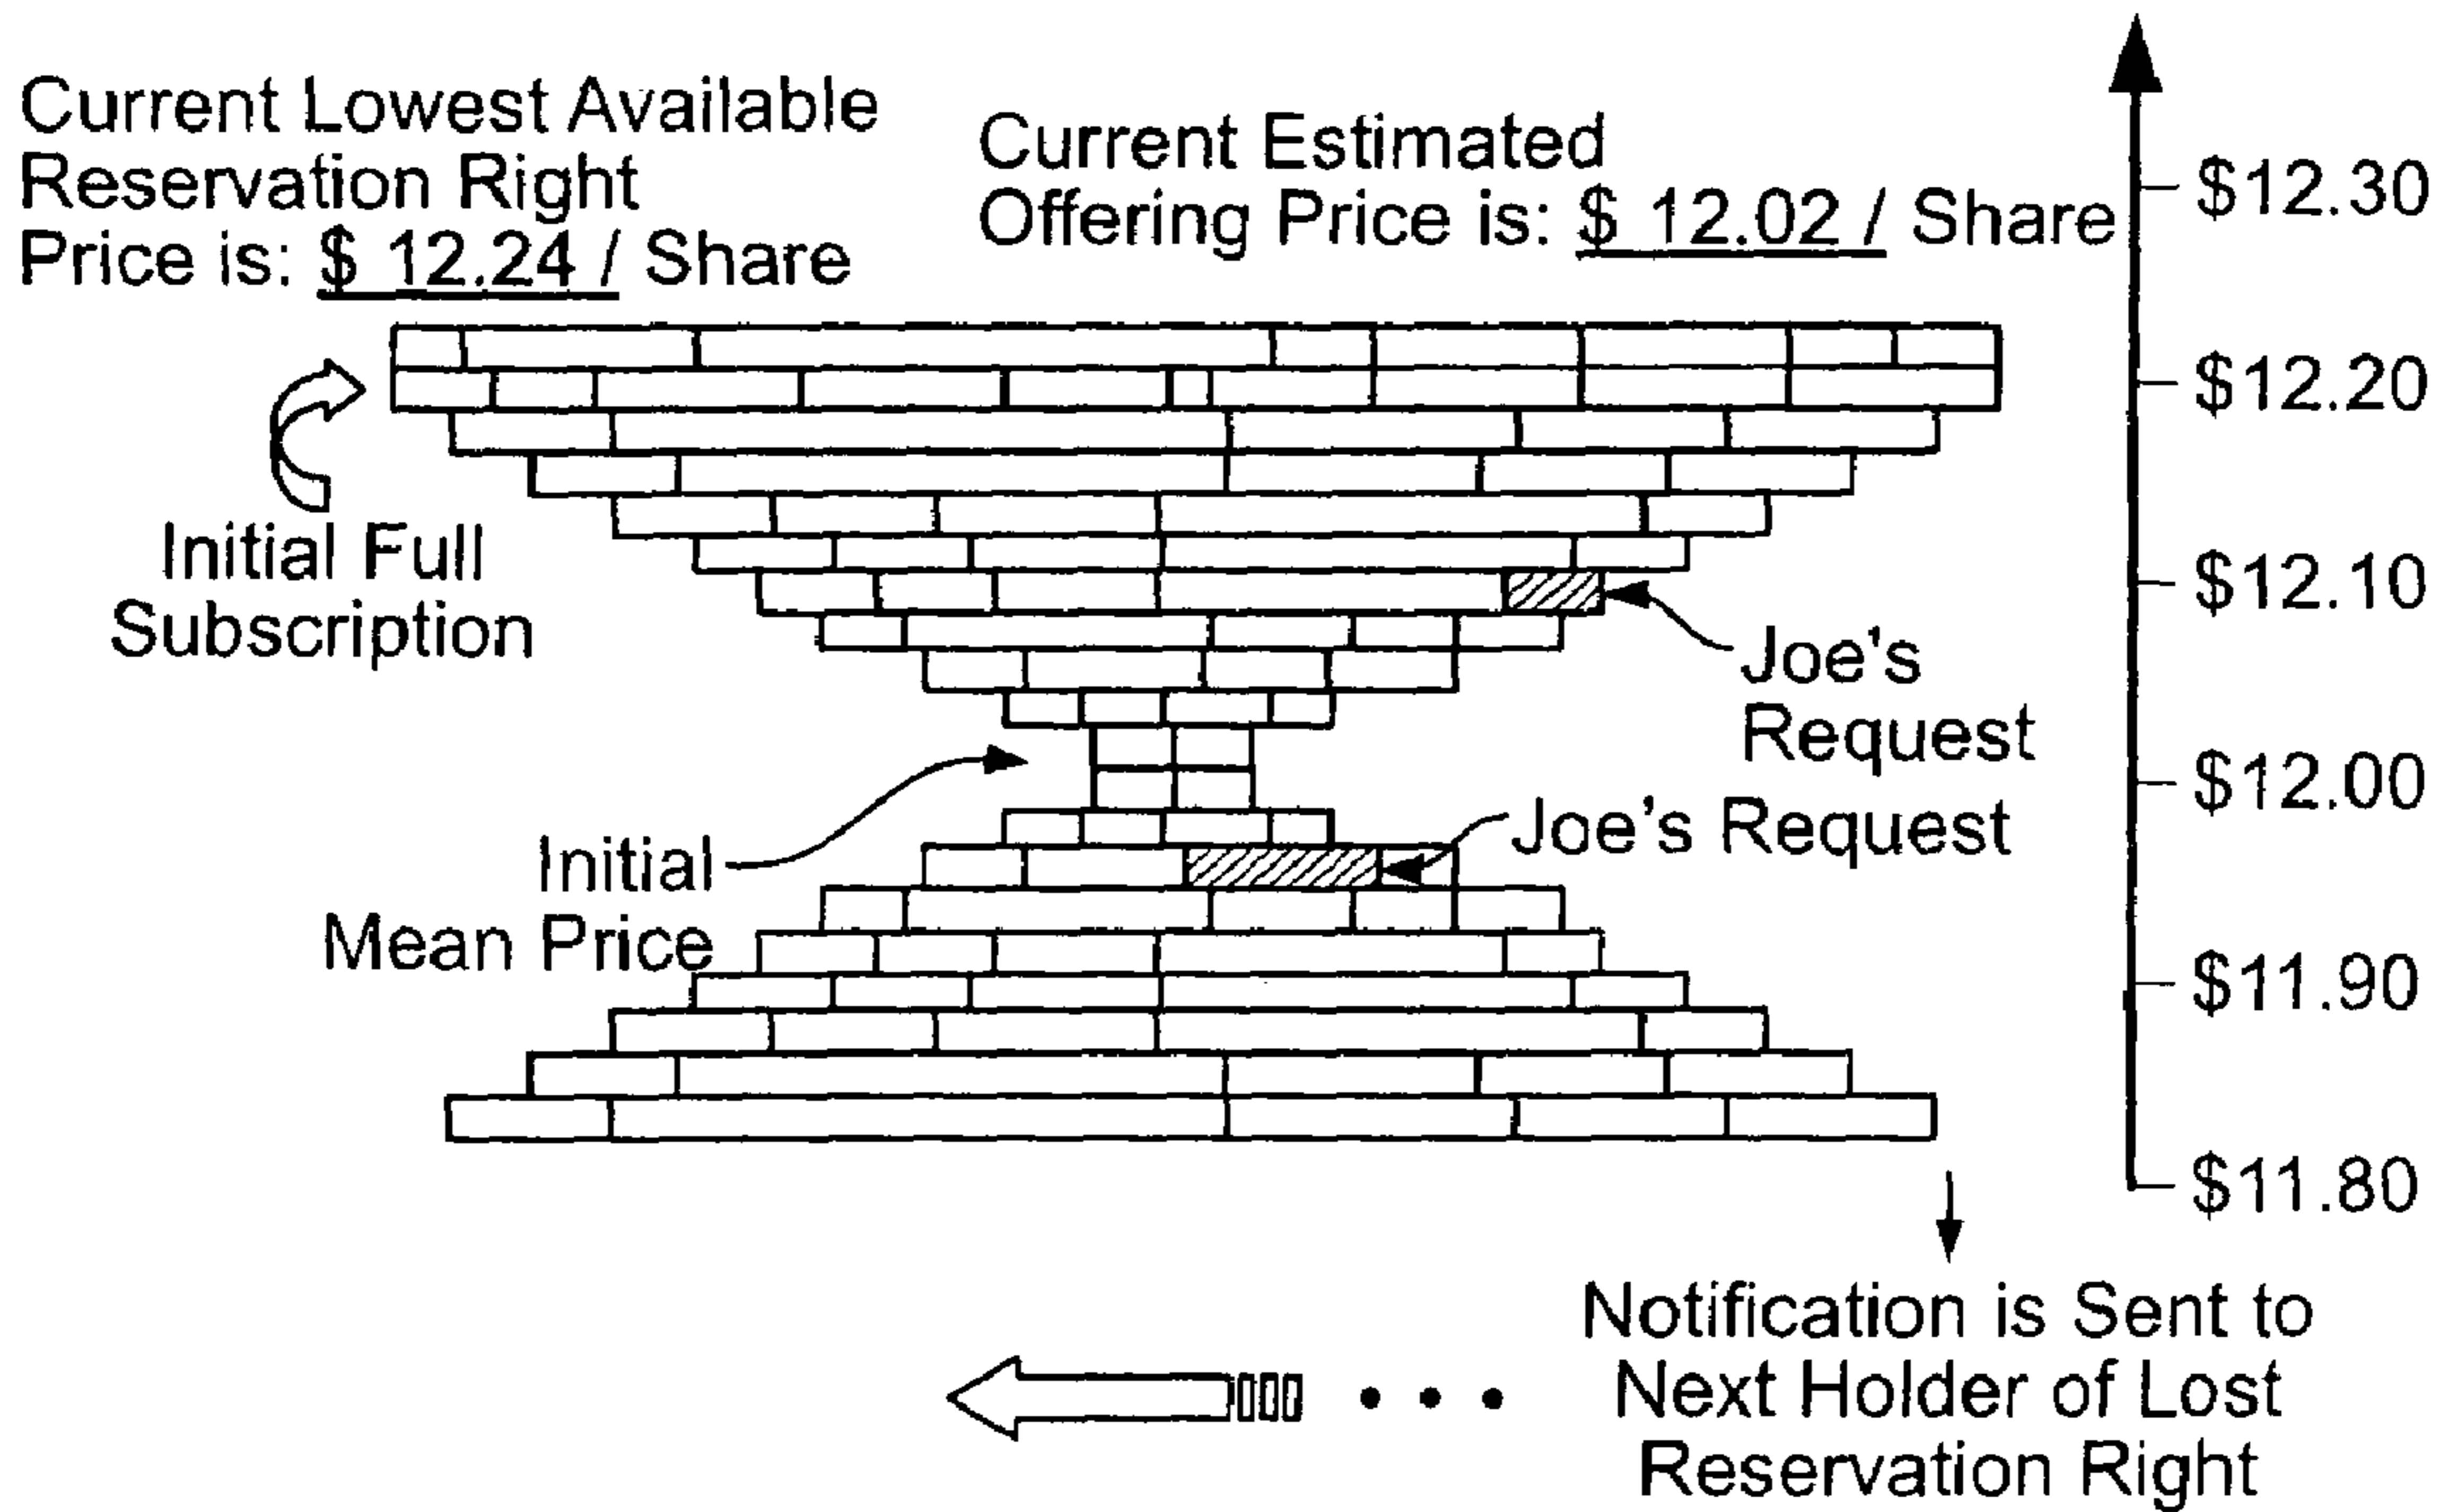 Current Lowest Available
Reservation Right
Price is: $ 12.24 / Share
Current Estimated
Offering Price is: $ 12.02 / Share
$12.30
$12.20
$12.10
$12.00
$11.90
$11.80
Initial Full
Subscription
Joe's
Request
Joe's Request
Initial
Mean Price
Notification is Sent to
Next Holder of Lost
Reservation Right